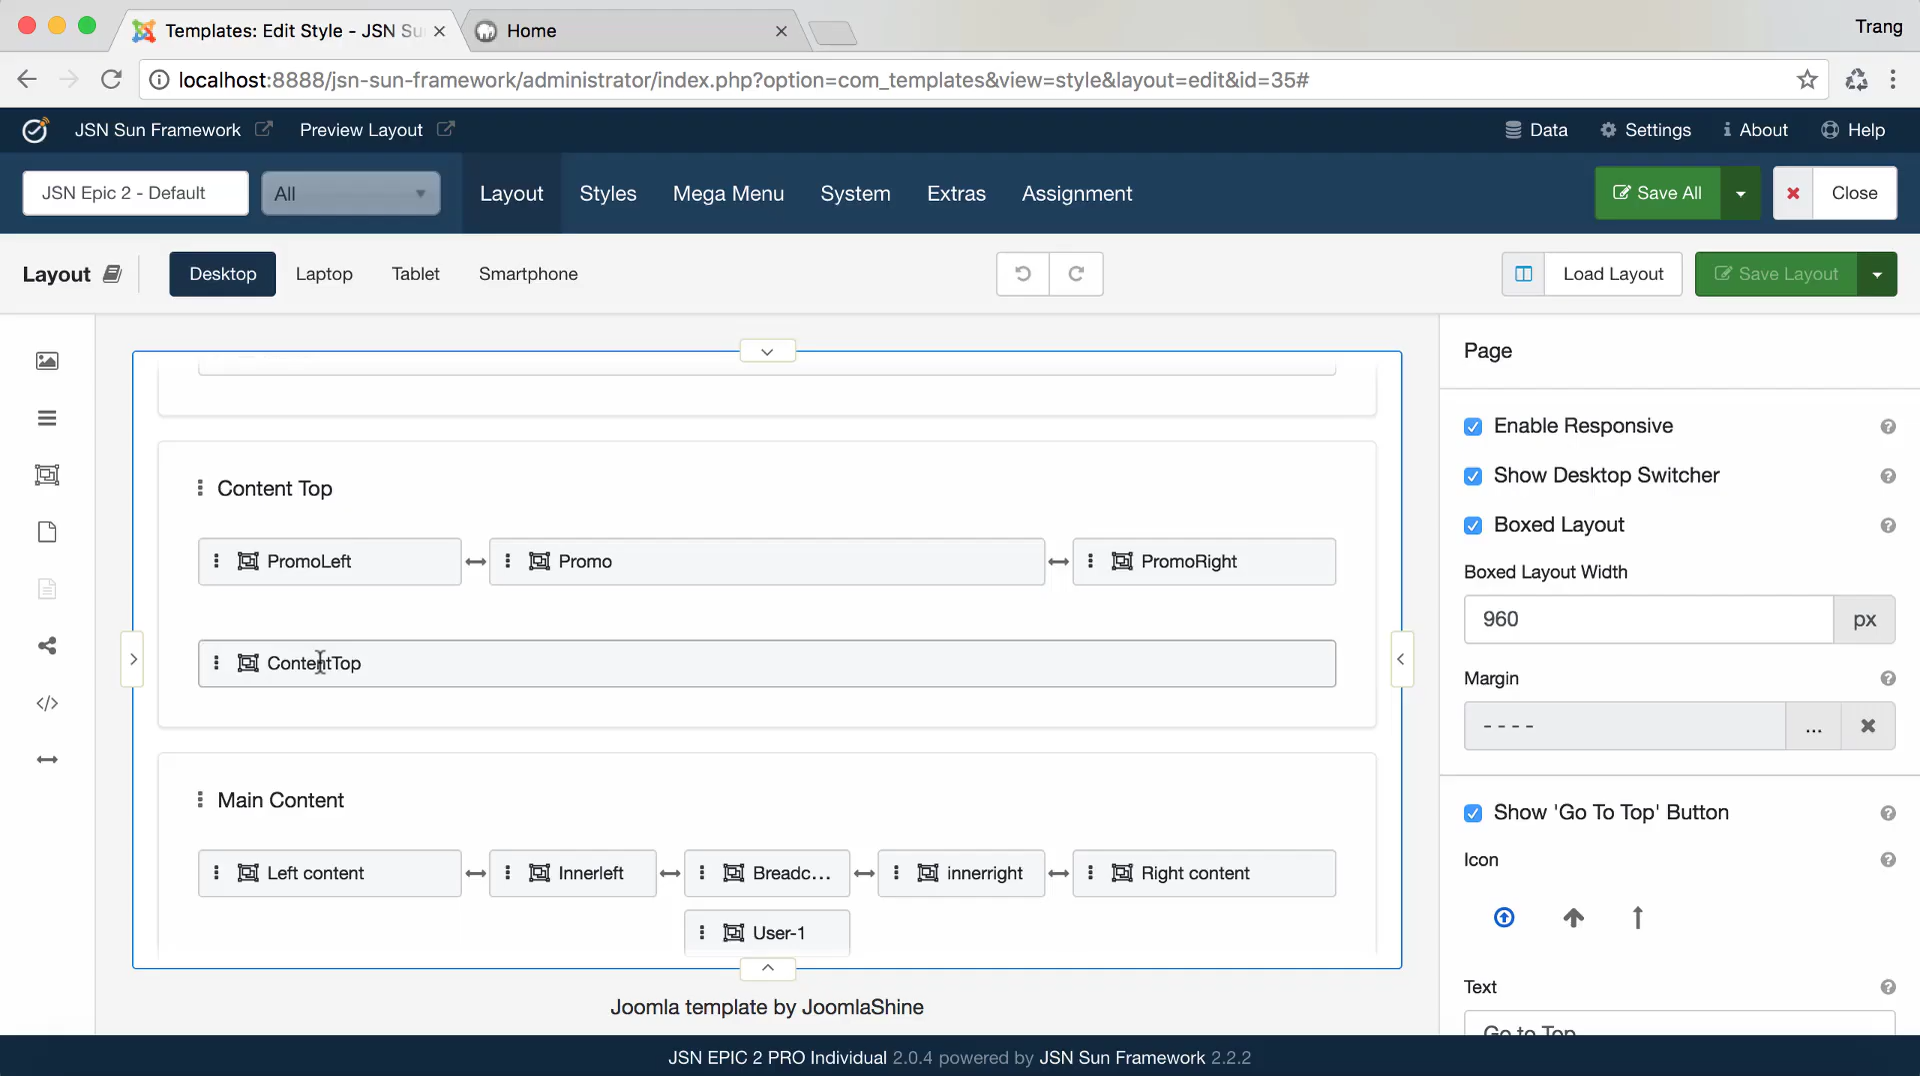 Templates: Edit Style - JSN Su
Home
Trang
localhost:8888/jsn-sun-framework/administrator/index.php?option=com_templates&view=style&layout=edit&id=35#
JSN Sun Framework
Preview Layout
Data
Settings
About
Help
JSN Epic 2 - Default
All
Layout
Styles
Mega Menu
System
Extras
Assignment
Save All
Close
Layout
Desktop
Laptop
Tablet
Smartphone
Load Layout
Save Layout
Page
Enable Responsive
Content Top
Show Desktop Switcher
Boxed Layout
PromoLeft
Promo
PromoRight
Boxed Layout Width
960
px
ContentTop
Margin
- - - -
...
Main Content
Show 'Go To Top' Button
Icon
Left content
Innerleft
Breadc...
innerright
Right content
User-1
Text
Joomla template by JoomlaShine
Go to Top
JSN EPIC 2 PRO Individual 2.0.4 powered by JSN Sun Framework 2.2.2